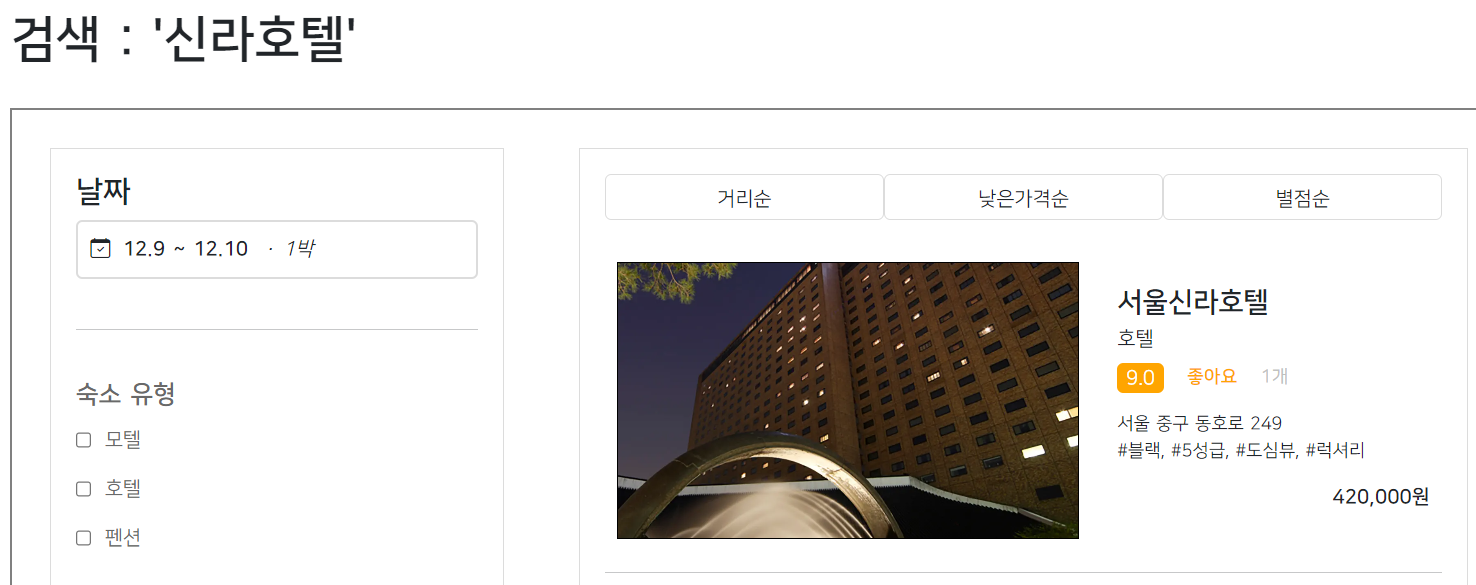 검색 : '신라호텔'
날짜
12.9 ~ 12.10 · 1박
숙소 유형
모텔
호텔
펜션
거리순 낮은가격순 별점순
서울신라호텔
호텔
9.0 좋아요 1개
서울 중구 동호로 249
#블랙, #5성급, #도심뷰, #럭셔리
420,000원